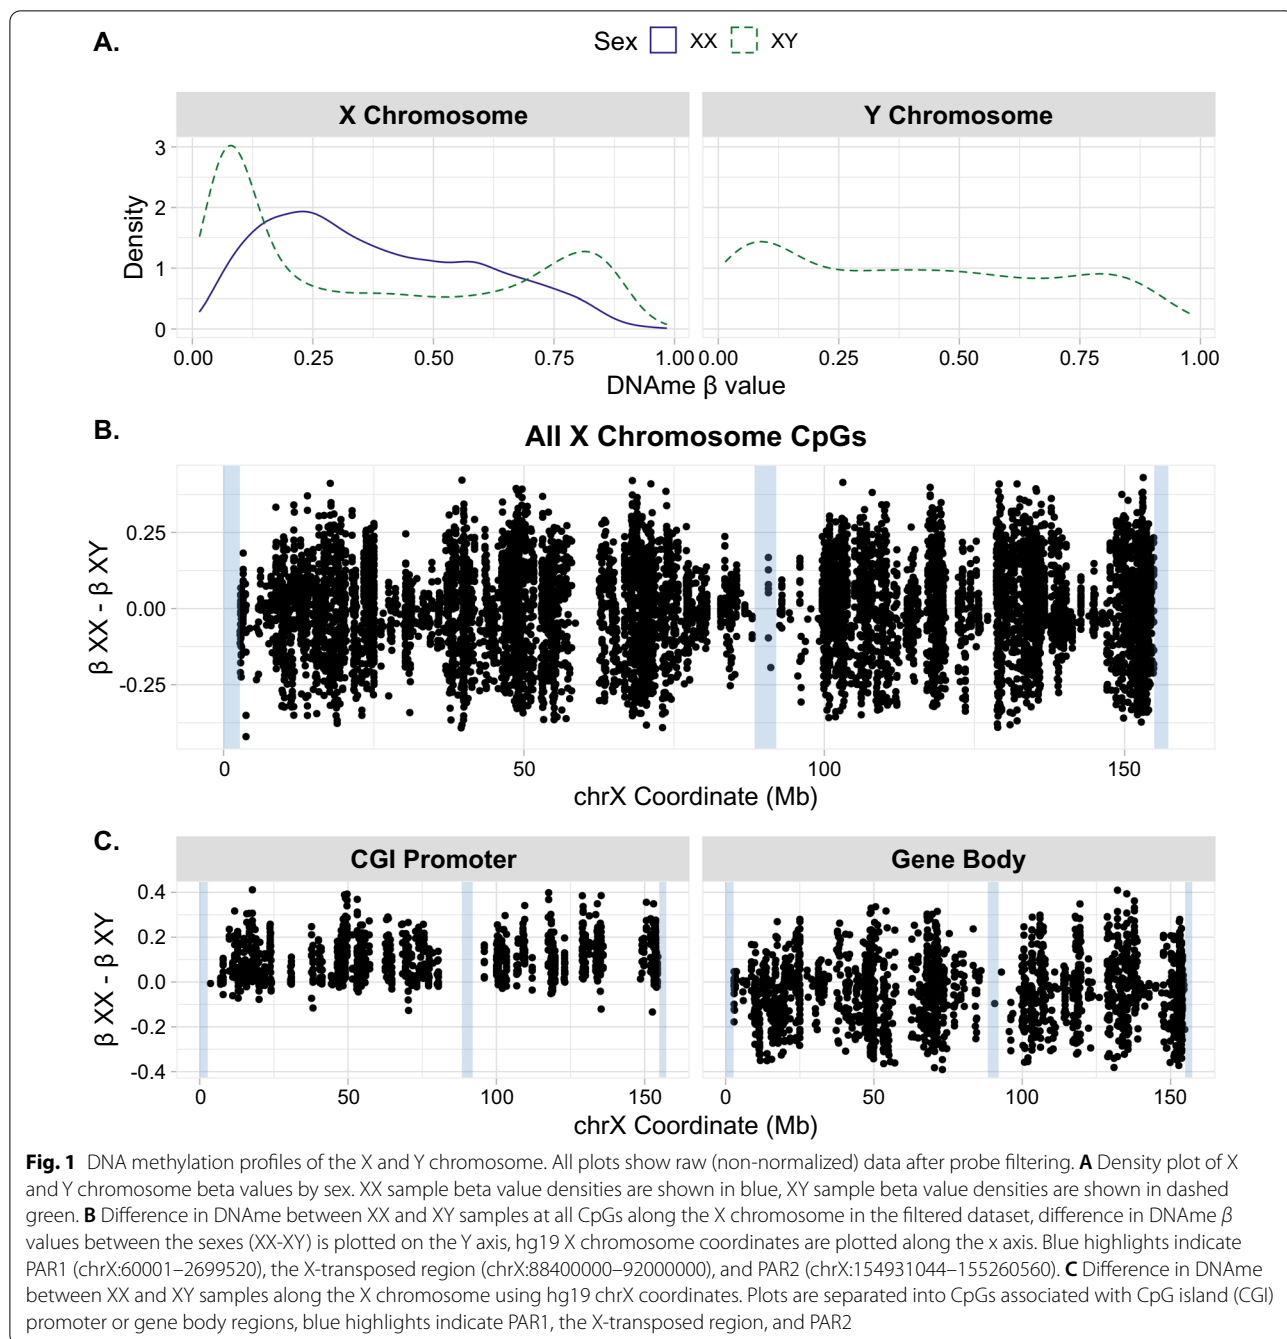 A.
Sex XX XY
X Chromosome Y Chromosome
3
2
1
0
Density
0.00 0.25 0.50 0.75 1.00 0.00 0.25 0.50 0.75 1.00
DNAme β value
B.
All X Chromosome CpGs
0.25
0.00
-0.25
β XX - β XY
0 50 100 150
chrX Coordinate (Mb)
C.
CGI Promoter Gene Body
0.4
0.2
0.0
-0.2
-0.4
β XX - β XY
0 50 100 150 0 50 100 150
chrX Coordinate (Mb)
Fig. 1 DNA methylation profiles of the X and Y chromosome. All plots show raw (non-normalized) data after probe filtering. A Density plot of X
and Y chromosome beta values by sex. XX sample beta value densities are shown in blue, XY sample beta value densities are shown in dashed
green. B Difference in DNAme between XX and XY samples at all CpGs along the X chromosome in the filtered dataset, difference in DNAme β
values between the sexes (XX-XY) is plotted on the Y axis, hg19 X chromosome coordinates are plotted along the x axis. Blue highlights indicate
PAR1 (chrX:60001–2699520), the X-transposed region (chrX:88400000–92000000), and PAR2 (chrX:154931044–155260560). C Difference in DNAme
between XX and XY samples along the X chromosome using hg19 chrX coordinates. Plots are separated into CpGs associated with CpG island (CGI)
promoter or gene body regions, blue highlights indicate PAR1, the X-transposed region, and PAR2